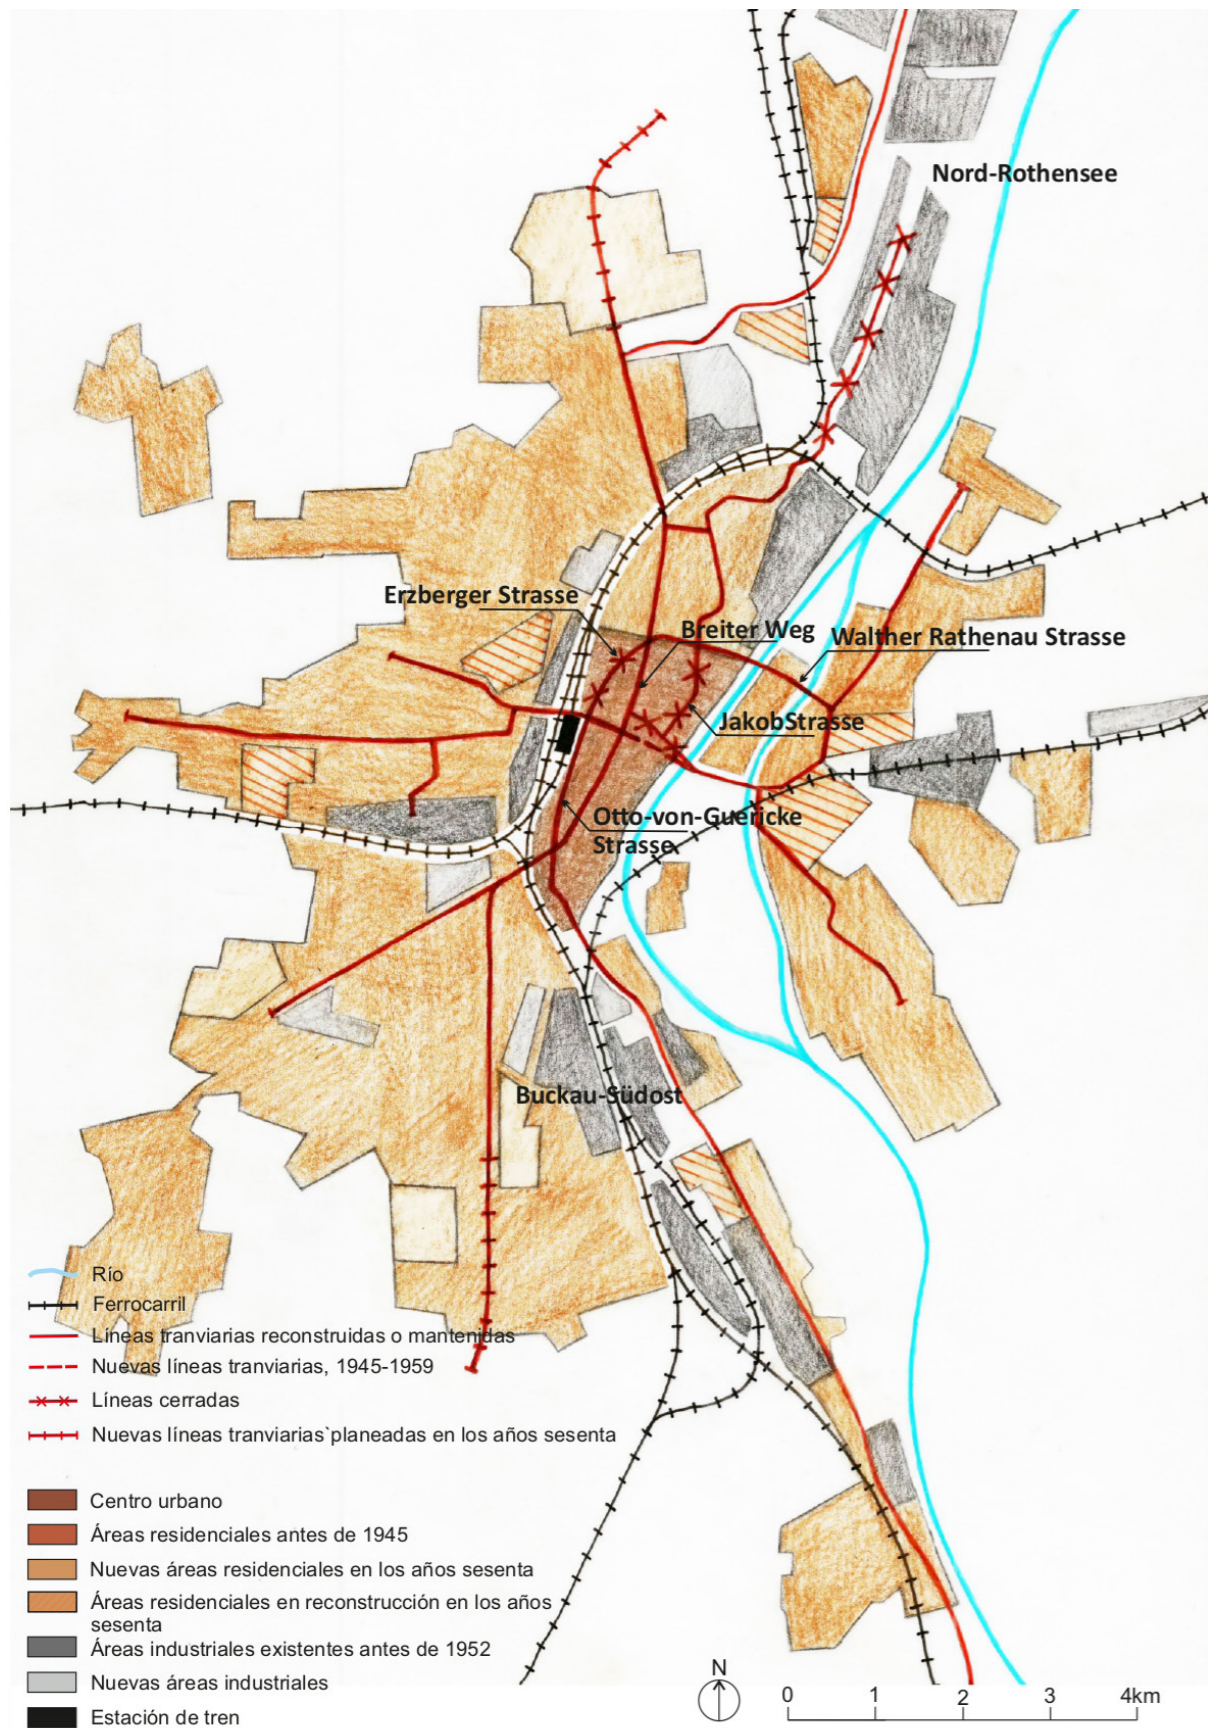 Nord-Rothensee
Erzberger Strasse
Breiter Weg
Walther Rathenau Strasse
JakobStrasse
Otto-von-Guericke
Strasse
Buckau-Südost
Río
Ferrocarril
Líneas tranviarias reconstruidas o mantenidas
Nuevas líneas tranviarias, 1945-1959
Líneas cerradas
Nuevas líneas tranviarias`planeadas en los años sesenta
Centro urbano
Áreas residenciales antes de 1945
Nuevas áreas residenciales en los años sesenta
Áreas residenciales en reconstrucción en los años
sesenta
Áreas industriales existentes antes de 1952
Nuevas áreas industriales
Estación de tren
N
0 1 2 3 4km